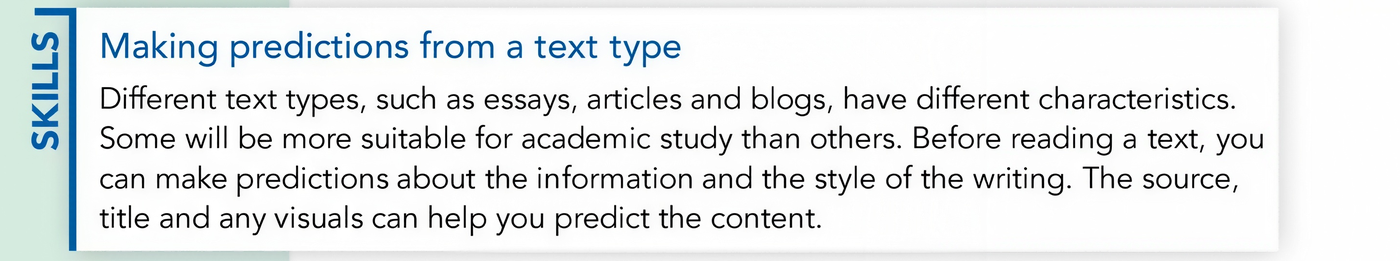 SKILLS
Making predictions from a text type
Different text types, such as essays, articles and blogs, have different characteristics.
Some will be more suitable for academic study than others. Before reading a text, you
can make predictions about the information and the style of the writing. The source,
title and any visuals can help you predict the content.